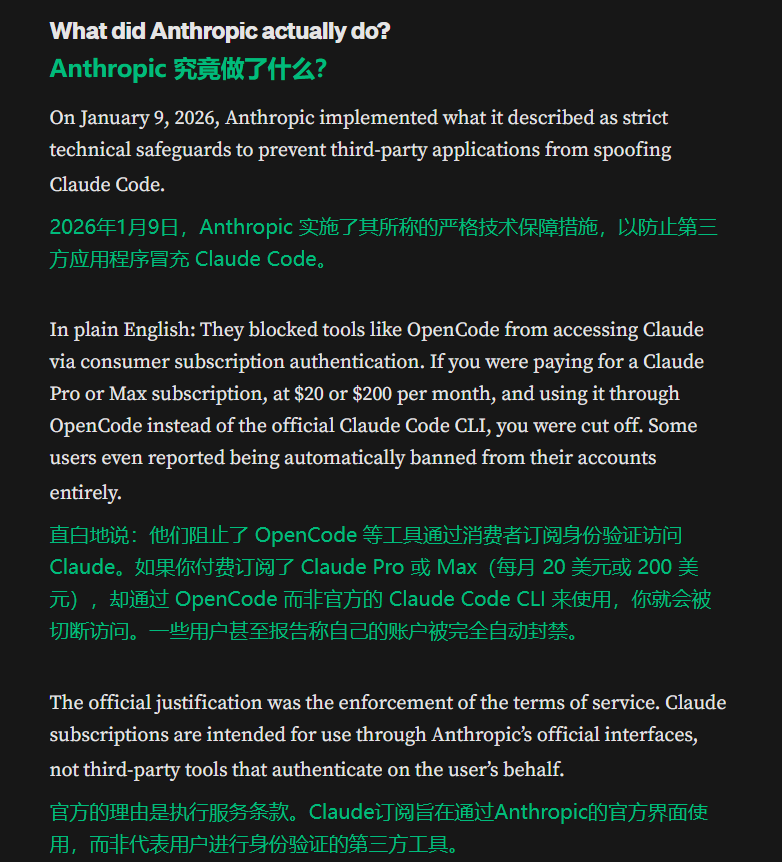 What did Anthropic actually do?
Anthropic 究竟做了什么？
On January 9, 2026, Anthropic implemented what it described as strict
technical safeguards to prevent third-party applications from spoofing
Claude Code.
2026年1月9日，Anthropic 实施了其所称的严格技术保障措施，以防止第三
方应用程序冒充 Claude Code。
In plain English: They blocked tools like OpenCode from accessing Claude
via consumer subscription authentication. If you were paying for a Claude
Pro or Max subscription, at $20 or $200 per month, and using it through
OpenCode instead of the official Claude Code CLI, you were cut off. Some
users even reported being automatically banned from their accounts
entirely.
直白地说：他们阻止了 OpenCode 等工具通过消费者订阅身份验证访问
Claude。如果你付费订阅了 Claude Pro 或 Max（每月 20 美元或 200 美
元），却通过 OpenCode 而非官方的 Claude Code CLI 来使用，你就会被
切断访问。一些用户甚至报告称自己的账户被完全自动封禁。
The official justification was the enforcement of the terms of service. Claude
subscriptions are intended for use through Anthropic’s official interfaces,
not third-party tools that authenticate on the user’s behalf.
官方的理由是执行服务条款。Claude订阅旨在通过Anthropic的官方界面使
用，而非代表用户进行身份验证的第三方工具。